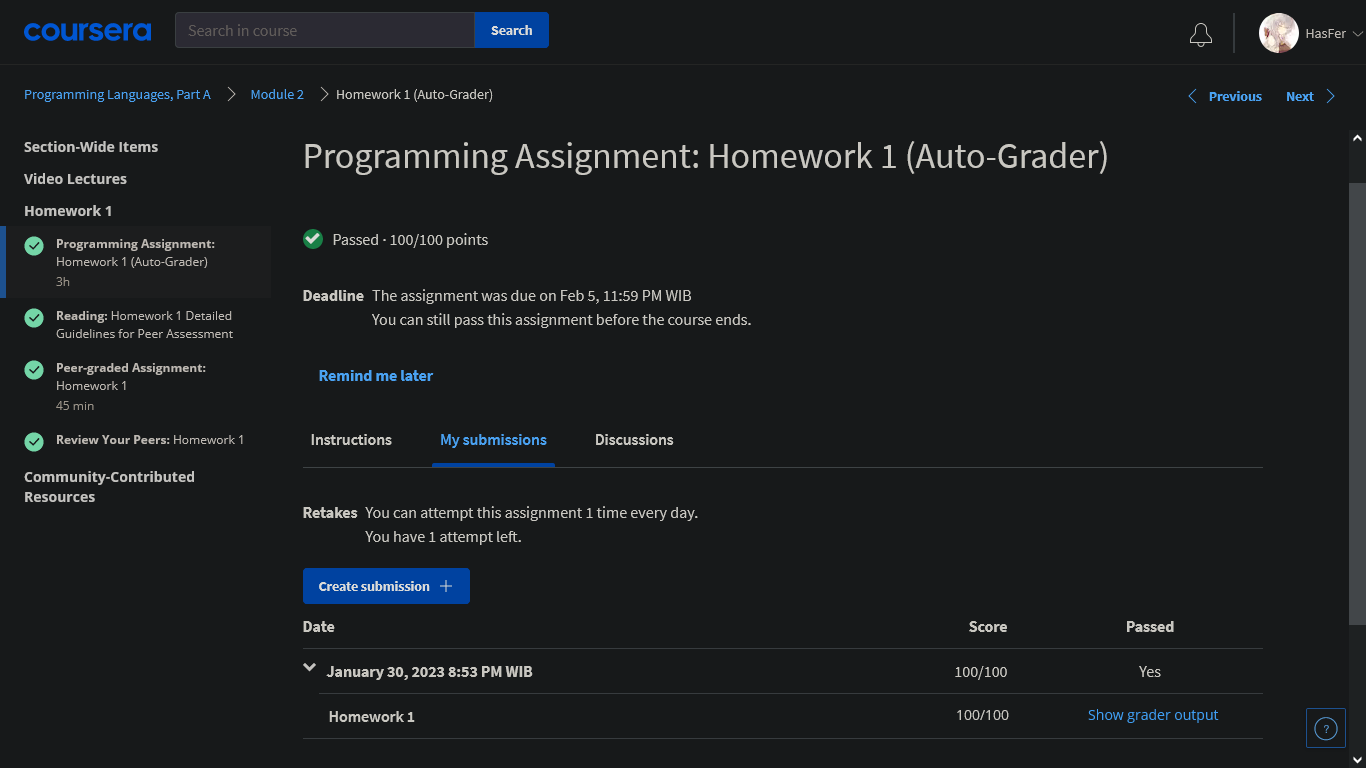 coursera
Search in course
Search
HasFer
Programming Languages, Part A
Module 2
Homework 1 (Auto-Grader)
Previous
Next
Section-Wide Items
Video Lectures
Homework 1
Programming Assignment:
Homework 1 (Auto-Grader)
3h
Reading: Homework 1 Detailed
Guidelines for Peer Assessment
Peer-graded Assignment:
Homework 1
45 min
Review Your Peers: Homework 1
Community-Contributed
Resources
Programming Assignment: Homework 1 (Auto-Grader)
Passed · 100/100 points
Deadline The assignment was due on Feb 5, 11:59 PM WIB
You can still pass this assignment before the course ends.
Remind me later
Instructions
My submissions
Discussions
Retakes You can attempt this assignment 1 time every day.
You have 1 attempt left.
Create submission +
Date Score Passed
January 30, 2023 8:53 PM WIB 100/100 Yes
Homework 1 100/100 Show grader output
?